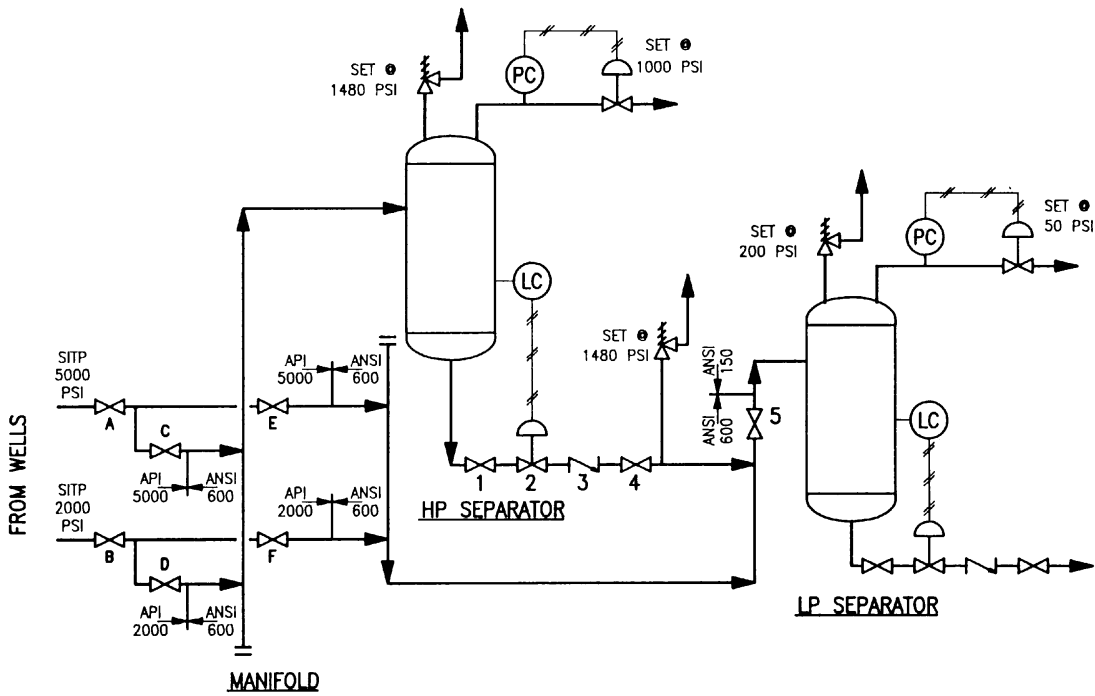 SET @
1480 PSI
PC
SET @
1000 PSI
SET @
200 PSI
PC
SET @
50 PSI
LC
SET @
1480 PSI
ANSI
150
ANSI
600
5
LC
FROM WELLS
SITP
5000
PSI
A
C
API
5000
ANSI
600
E
API
5000
ANSI
600
SITP
2000
PSI
B
D
API
2000
ANSI
600
F
API
2000
ANSI
600
1
2
3
4
HP SEPARATOR
LP SEPARATOR
MANIFOLD